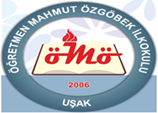 ÖĞRETMEN MAHMUT ÖZGÖBEK İLKOKULU
ömö
2006
UŞAK